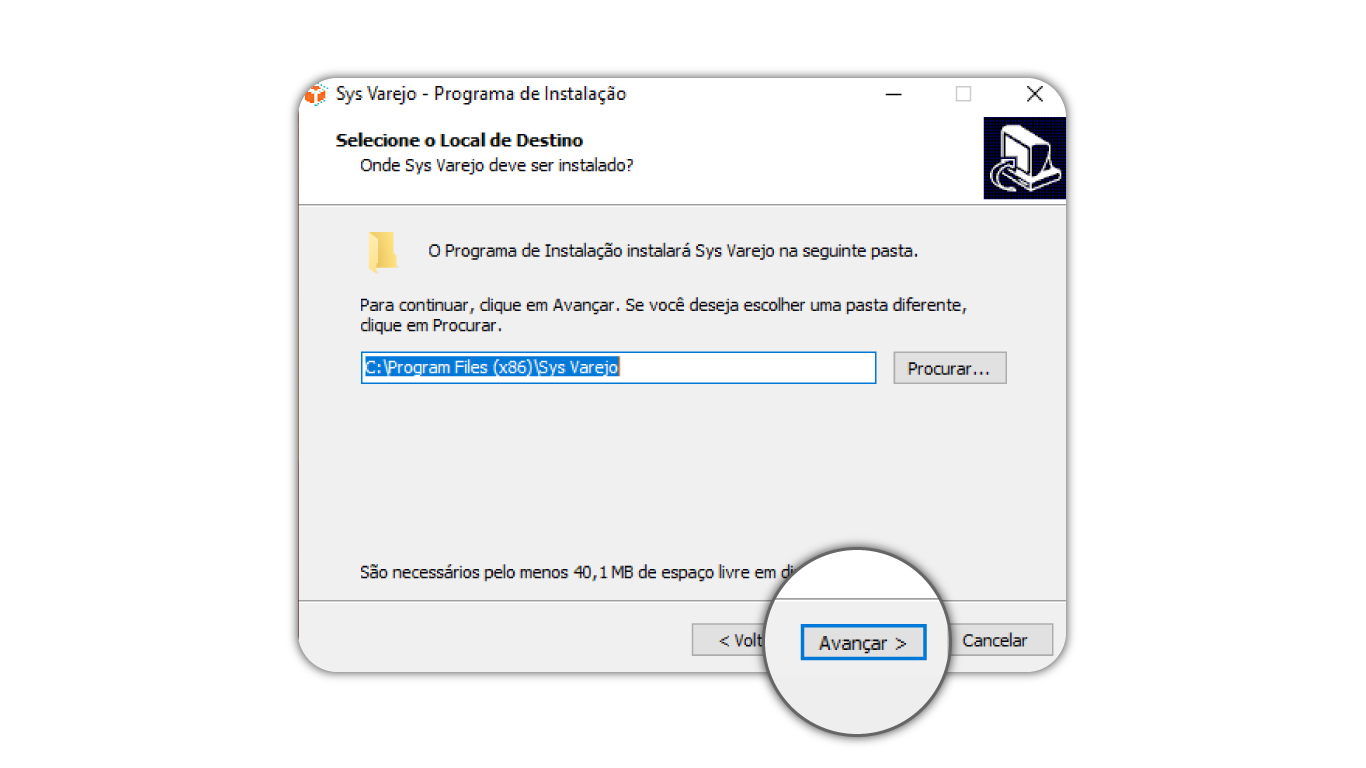 Sys Varejo - Programa de Instalação
Selecione o Local de Destino
Onde Sys Varejo deve ser instalado?
O Programa de Instalação instalará Sys Varejo na seguinte pasta.
Para continuar, clique em Avançar. Se você deseja escolher uma pasta diferente,
clique em Procurar.
C:\Program Files (x86)\Sys Varejo
Procurar...
São necessários pelo menos 40,1 MB de espaço livre em
< Volt
Avançar >
Cancelar